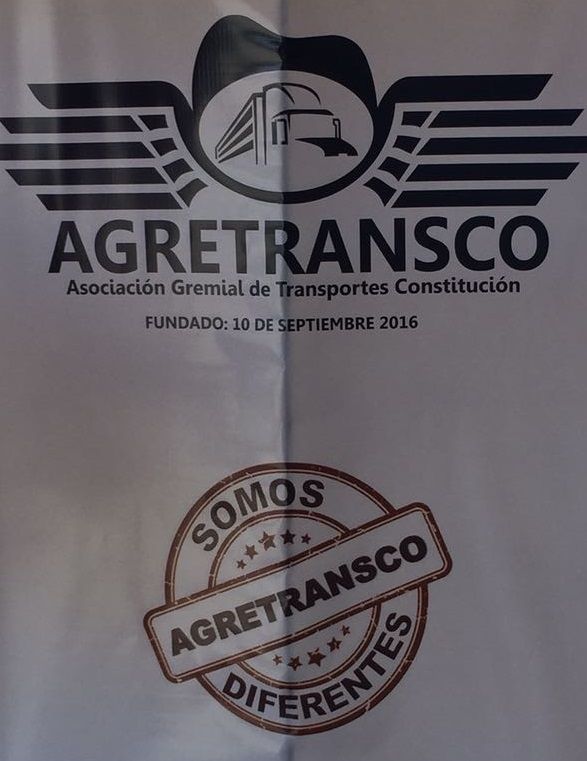 AGRETRANSCO
Asociación Gremial de Transportes Constitución
FUNDADO: 10 DE SEPTIEMBRE 2016
SOMOS
AGRETRANSCO
DIFERENTES